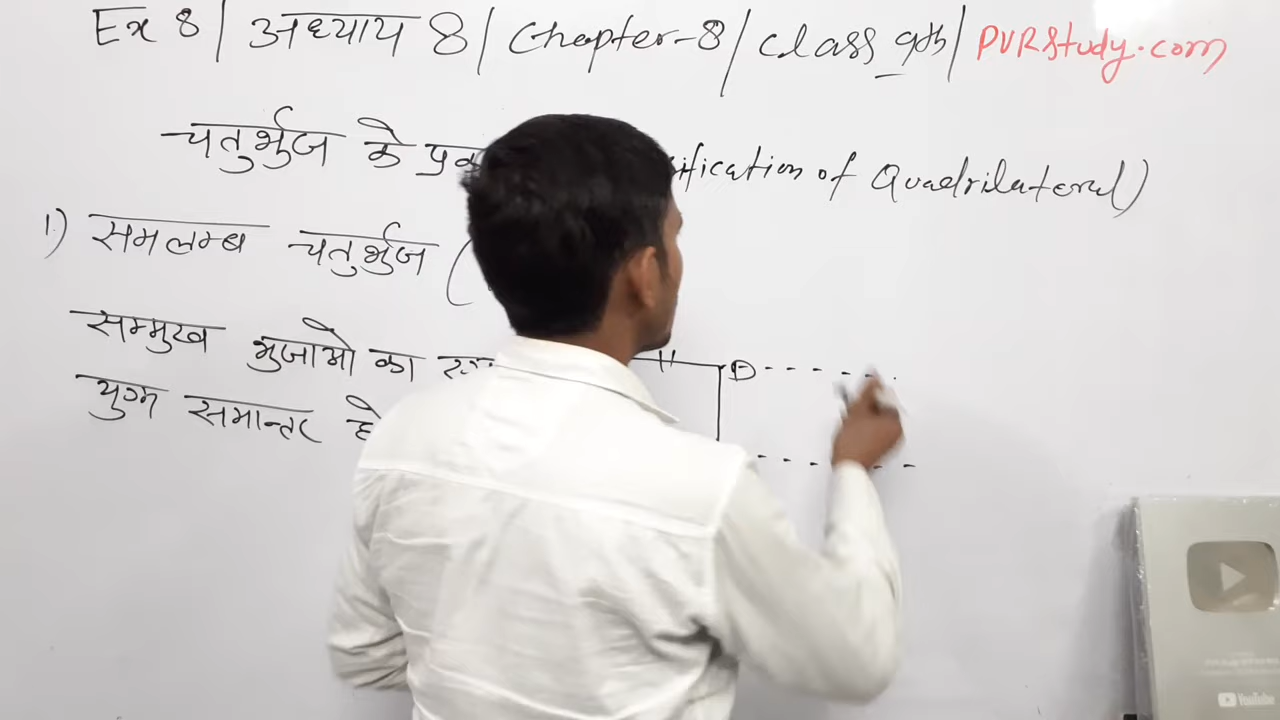 Ex 8 | अध्याय 8 | Chapter-8 | Class 9th | PVRStudy.com
चतुर्भुज के of Quadrilateral)
1.) समलम्ब चतुर्भुज (
सम्मुख भुजाओ का
D
युग्म समान्तर हो
YouTube